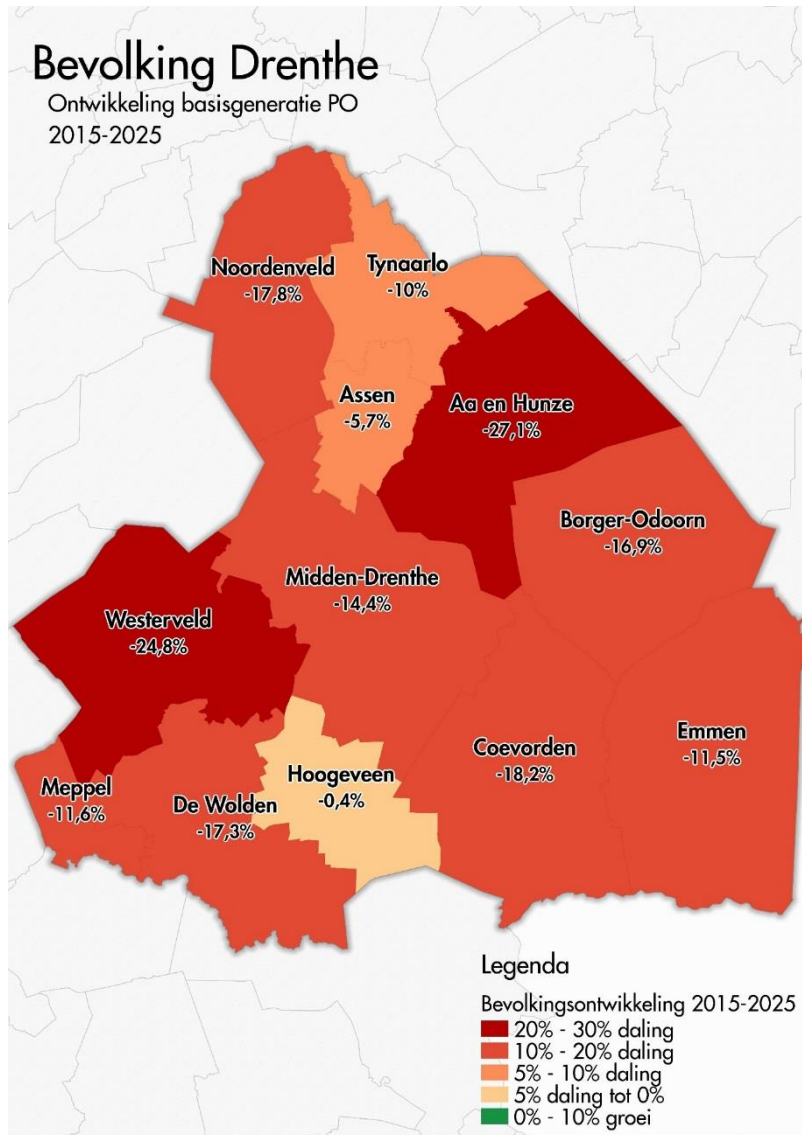 Bevolking Drenthe
Ontwikkeling basisgeneratie PO
2015-2025
Noordenveld
-17,8%
Tynaarlo
-10%
Assen
-5,7%
Aa en Hunze
-27,1%
Borger-Odoorn
-16,9%
Midden-Drenthe
-14,4%
Westerveld
-24,8%
Meppel
-11,6%
De Wolden
-17,3%
Hoogeveen
-0,4%
Coevorden
-18,2%
Emmen
-11,5%
Legenda
Bevolkingsontwikkeling 2015-2025
20% - 30% daling
10% - 20% daling
5% - 10% daling
5% daling tot 0%
0% - 10% groei